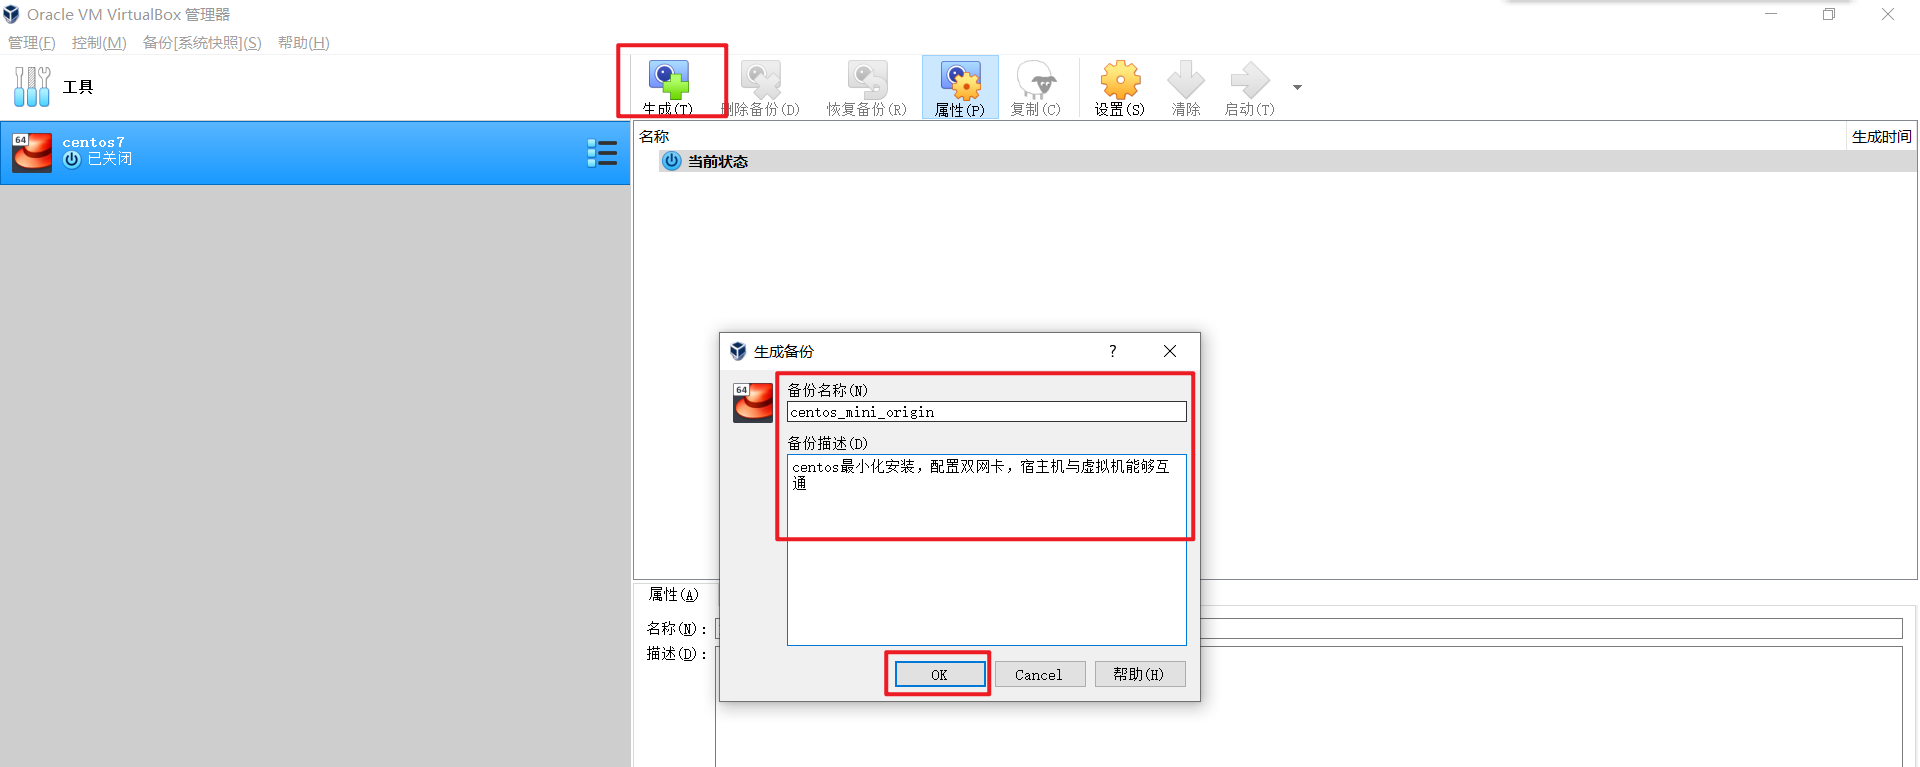 Oracle VM VirtualBox 管理器
管理(F) 控制(M) 备份[系统快照](S) 帮助(H)
工具
生成(T) 删除备份(D) 恢复备份(R) 属性(P) 复制(C) 设置(S) 清除 启动(T)
64
centos7
已关闭
名称 生成时间
当前状态
生成备份 ?
64
备份名称(N)
centos_mini_origin
备份描述(D)
centos最小化安装，配置双网卡，宿主机与虚拟机能够互
通
OK Cancel 帮助(H)
属性(A)
名称(N)：
描述(D)：